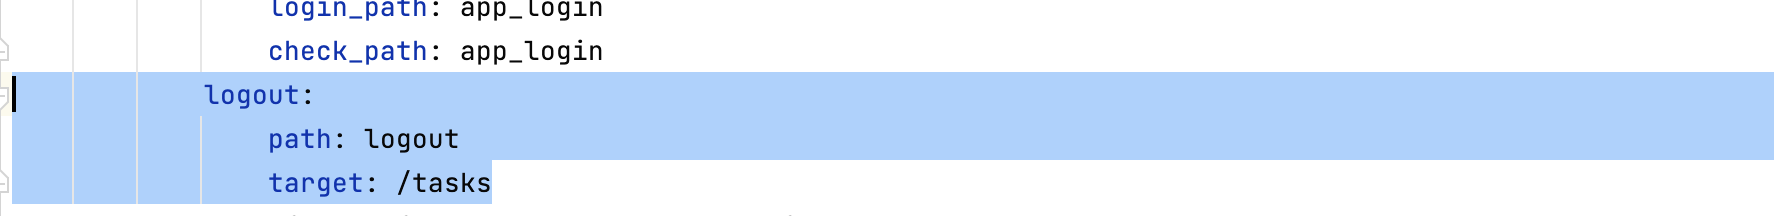 login_path: app_login
check_path: app_login
logout:
path: logout
target: /tasks